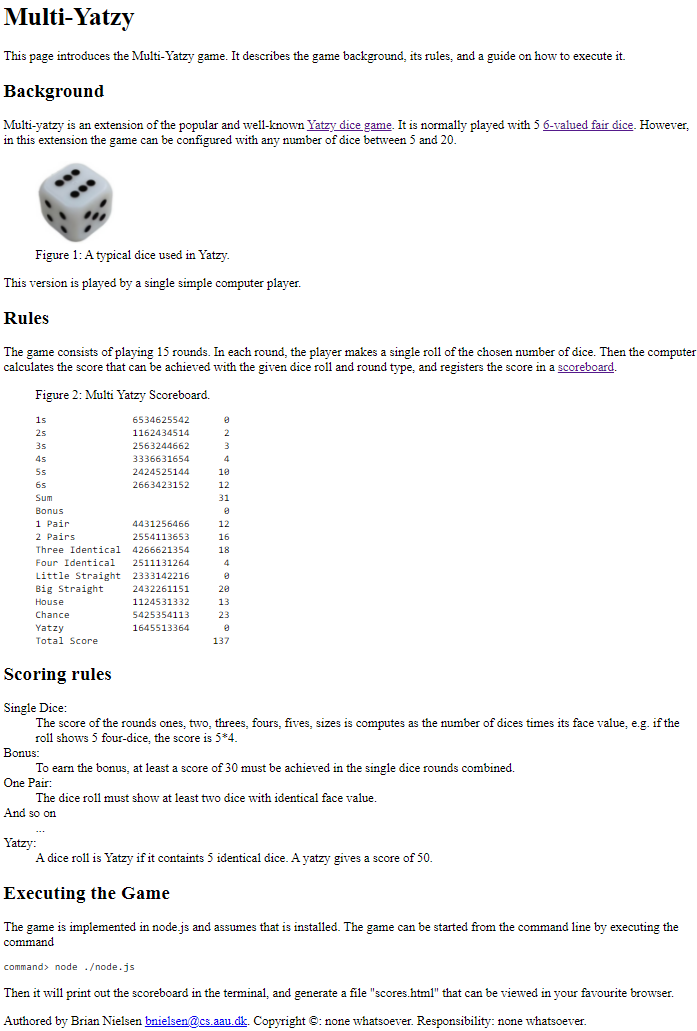 Multi-Yatzy
This page introduces the Multi-Yatzy game. It describes the game background, its rules, and a guide on how to execute it.
Background
Multi-yatzy is an extension of the popular and well-known Yatzy dice game. It is normally played with 5 6-valued fair dice. However,
in this extension the game can be configured with any number of dice between 5 and 20.
Figure 1: A typical dice used in Yatzy.
This version is played by a single simple computer player.
Rules
The game consists of playing 15 rounds. In each round, the player makes a single roll of the chosen number of dice. Then the computer
calculates the score that can be achieved with the given dice roll and round type, and registers the score in a scoreboard.
Figure 2: Multi Yatzy Scoreboard.
1s 6534625542 0
2s 1162434514 2
3s 2563244662 3
4s 3336631654 4
5s 2424525144 10
6s 2663423152 12
Sum 31
Bonus 0
1 Pair 4431256466 12
2 Pairs 2554113653 16
Three Identical 4266621354 18
Four Identical 2511131264 4
Little Straight 2333142216 0
Big Straight 2432261151 20
House 1124531332 13
Chance 5425354113 23
Yatzy 1645513364 0
Total Score 137
Scoring rules
Single Dice:
The score of the rounds ones, two, threes, fours, fives, sizes is computes as the number of dices times its face value, e.g. if the
roll shows 5 four-dice, the score is 5*4.
Bonus:
To earn the bonus, at least a score of 30 must be achieved in the single dice rounds combined.
One Pair:
The dice roll must show at least two dice with identical face value.
And so on
...
Yatzy:
A dice roll is Yatzy if it containts 5 identical dice. A yatzy gives a score of 50.
Executing the Game
The game is implemented in node.js and assumes that is installed. The game can be started from the command line by executing the
command
command> node ./node.js
Then it will print out the scoreboard in the terminal, and generate a file "scores.html" that can be viewed in your favourite browser.
Authored by Brian Nielsen bnielsen@cs.aau.dk. Copyright ©: none whatsoever. Responsibility: none whatsoever.